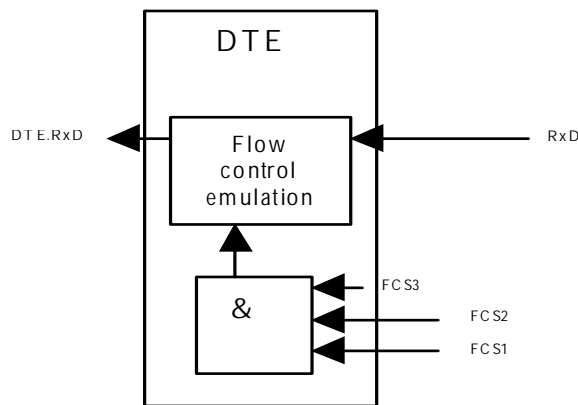 DTE
DTE.RxD
Flow
control
emulation
RxD
&
FCS3
FCS2
FCS1